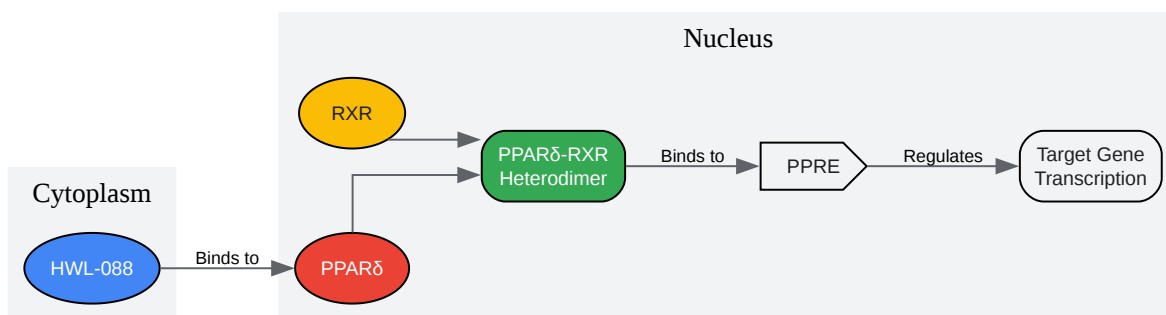 Nucleus
RXR
PPARδ-RXR
Heterodimer
Binds to
PPRE
Regulates
Target Gene
Transcription
Cytoplasm
HWL-088
Binds to
PPARδ